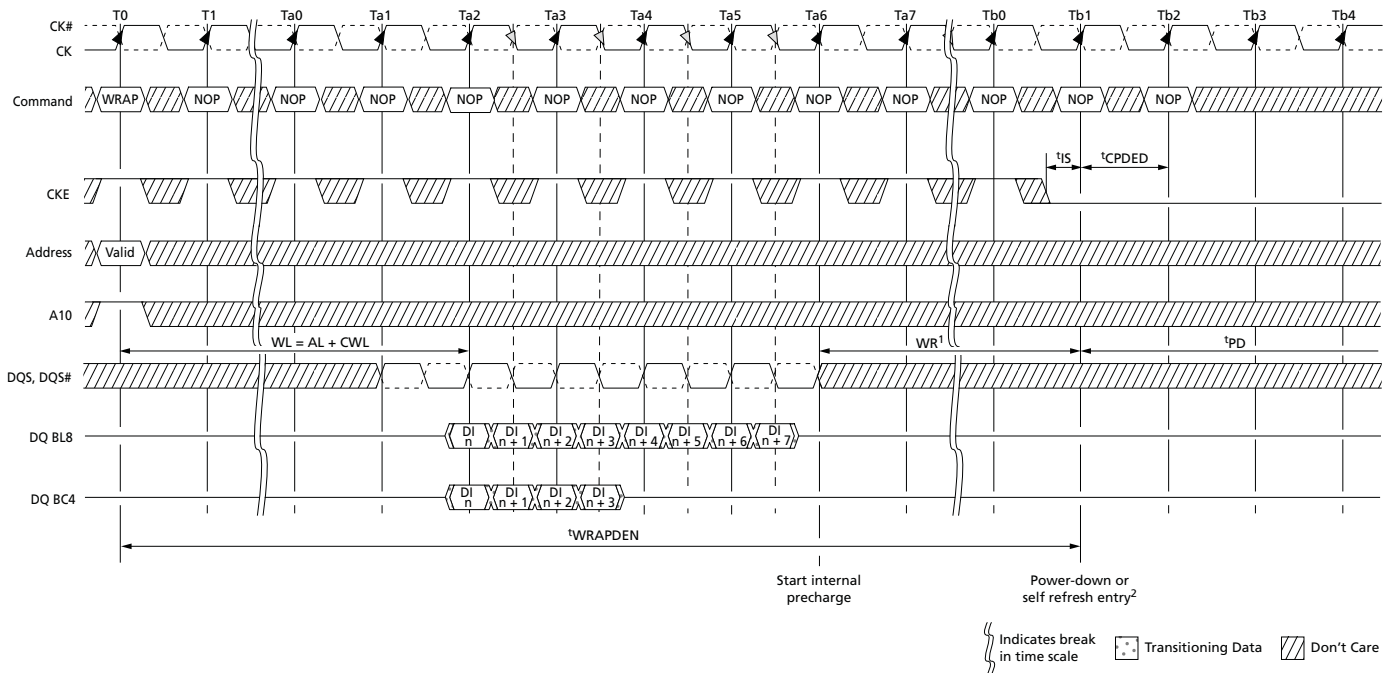 T0 T1 Ta0 Ta1 Ta2 Ta3 Ta4 Ta5 Ta6 Ta7 Tb0 Tb1 Tb2 Tb3 Tb4
CK#
CK
Command WRAP NOP NOP NOP NOP NOP NOP NOP NOP NOP NOP NOP NOP
tIS tCPDED
CKE
Address Valid
A10
WL = AL + CWL WR1 tPD
DQS, DQS#
DQ BL8 DI n DI n + 1 DI n + 2 DI n + 3 DI n + 4 DI n + 5 DI n + 6 DI n + 7
DQ BC4 DI n DI n + 1 DI n + 2 DI n + 3
tWRAPDEN
Start internal
precharge
Power-down or
self refresh entry2
Indicates break
in time scale
Transitioning Data
Don't Care